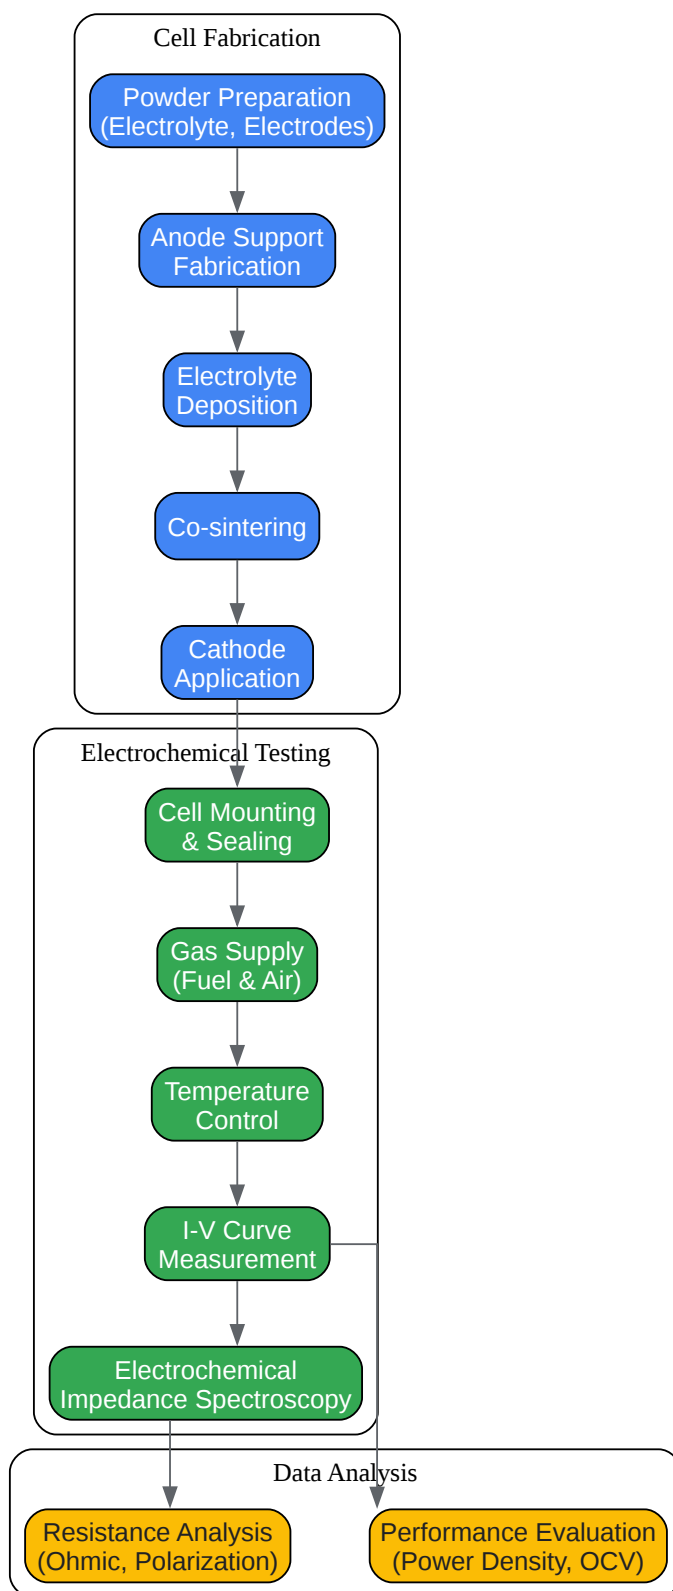 Cell Fabrication
Powder Preparation
(Electrolyte, Electrodes)
Anode Support
Fabrication
Electrolyte
Deposition
Co-sintering
Cathode
Application
Electrochemical Testing
Cell Mounting
& Sealing
Gas Supply
(Fuel & Air)
Temperature
Control
I-V Curve
Measurement
Electrochemical
Impedance Spectroscopy
Data Analysis
Resistance Analysis
(Ohmic, Polarization)
Performance Evaluation
(Power Density, OCV)